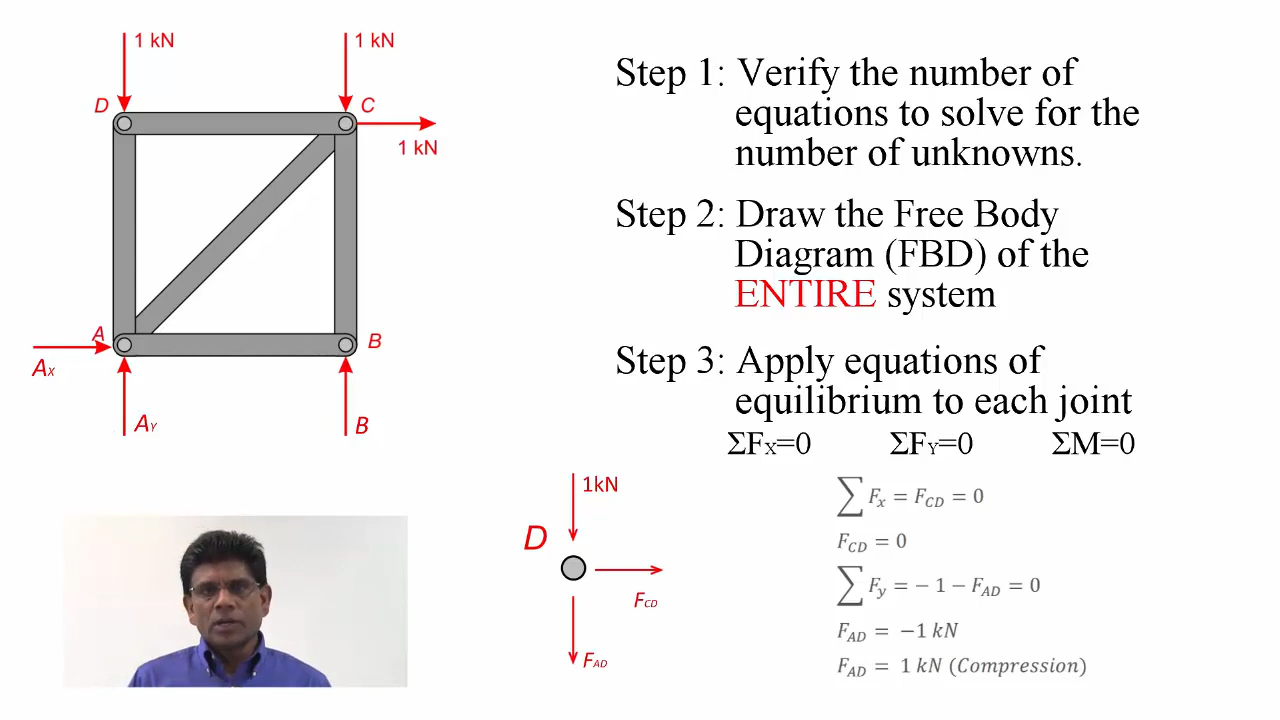 1 kN
1 kN
D
C
1 kN
A
B
Ax
AY
B
Step 1: Verify the number of
equations to solve for the
number of unknowns.
Step 2: Draw the Free Body
Diagram (FBD) of the
ENTIRE system
Step 3: Apply equations of
equilibrium to each joint
ΣFx=0 ΣFY=0 ΣM=0
1kN
D
FCD
FAD
∑ Fx = FCD = 0
FCD = 0
∑ Fy = − 1 − FAD = 0
FAD = −1 kN
FAD = 1 kN (Compression)